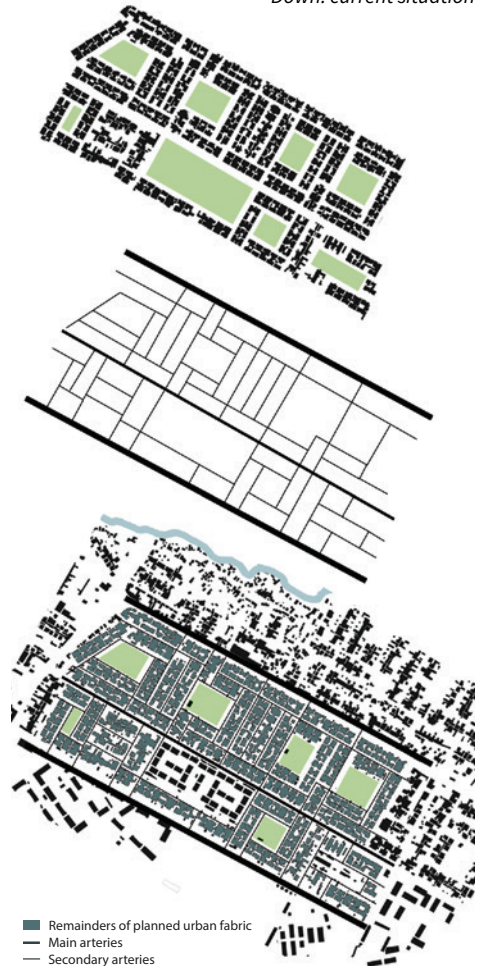 Down: current situation
Remainders of planned urban fabric
Main arteries
Secondary arteries